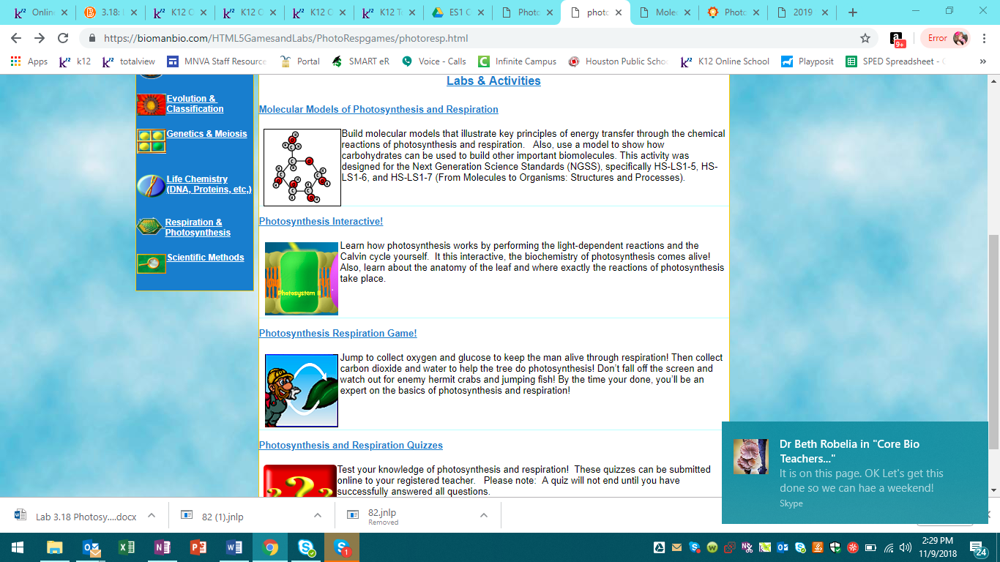 Onlin
3.18:
K12 C
K12 C
K12 C
K12 T
ES1 C
Photo
photo
Molec
Photo
2019
https://biomanbio.com/HTML5GamesandLabs/PhotoRespgames/photoresp.html
9+
Error
Apps
k12
totalview
MNVA Staff Resource
Portal
SMART eR
Voice - Calls
Infinite Campus
Houston Public Scho
K12 Online School
Playposit
SPED Spreadsheet - G
Evolution &
Classification
Genetics & Meiosis
Life Chemistry
(DNA, Proteins, etc,)
Respiration &
Photosynthesis
Scientific Methods
Labs & Activities
Molecular Models of Photosynthesis and Respiration
Build molecular models that illustrate key principles of energy transfer through the chemical
reactions of photosynthesis and respiration.   Also, use a model to show how
carbohydrates can be used to build other important biomolecules. This activity was
designed for the Next Generation Science Standards (NGSS), specifically HS-LS1-5, HS-
LS1-6, and HS-LS1-7 (From Molecules to Organisms: Structures and Processes).
Photosynthesis Interactive!
Photosystem II
Learn how photosynthesis works by performing the light-dependent reactions and the
Calvin cycle yourself.  It this interactive, the biochemistry of photosynthesis comes alive!
Also, learn about the anatomy of the leaf and where exactly the reactions of photosynthesis
take place.
Photosynthesis Respiration Game!
Jump to collect oxygen and glucose to keep the man alive through respiration! Then collect
carbon dioxide and water to help the tree do photosynthesis! Don't fall off the screen and
watch out for enemy hermit crabs and jumping fish! By the time your done, you'll be an
expert on the basics of photosynthesis and respiration!
Photosynthesis and Respiration Quizzes
???
Test your knowledge of photosynthesis and respiration!  These quizzes can be submitted
online to your registered teacher.   Please note:  A quiz will not end until you have
successfully answered all questions.
Dr Beth Robelia in "Core Bio
Teachers..."
It is on this page. OK Let's get this
done so we can hae a weekend!
Skype
Lab 3.18 Photosy....docx
82 (1).jnlp
82.jnlp
Removed
2:29 PM
11/9/2018
24